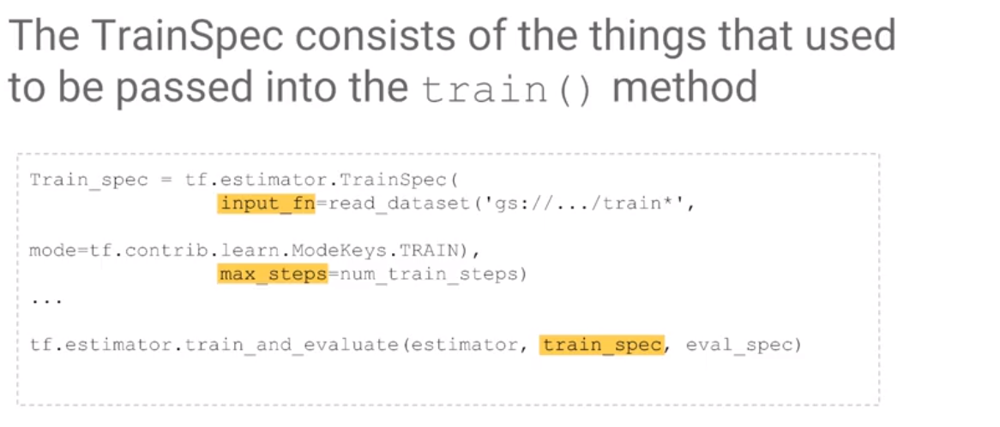 The TrainSpec consists of the things that used
to be passed into the train() method
Train_spec = tf.estimator.TrainSpec(
input_fn=read_dataset('gs://.../train*',
mode=tf.contrib.learn.ModeKeys.TRAIN),
max_steps=num_train_steps)
...
tf.estimator.train_and_evaluate(estimator, train_spec, eval_spec)